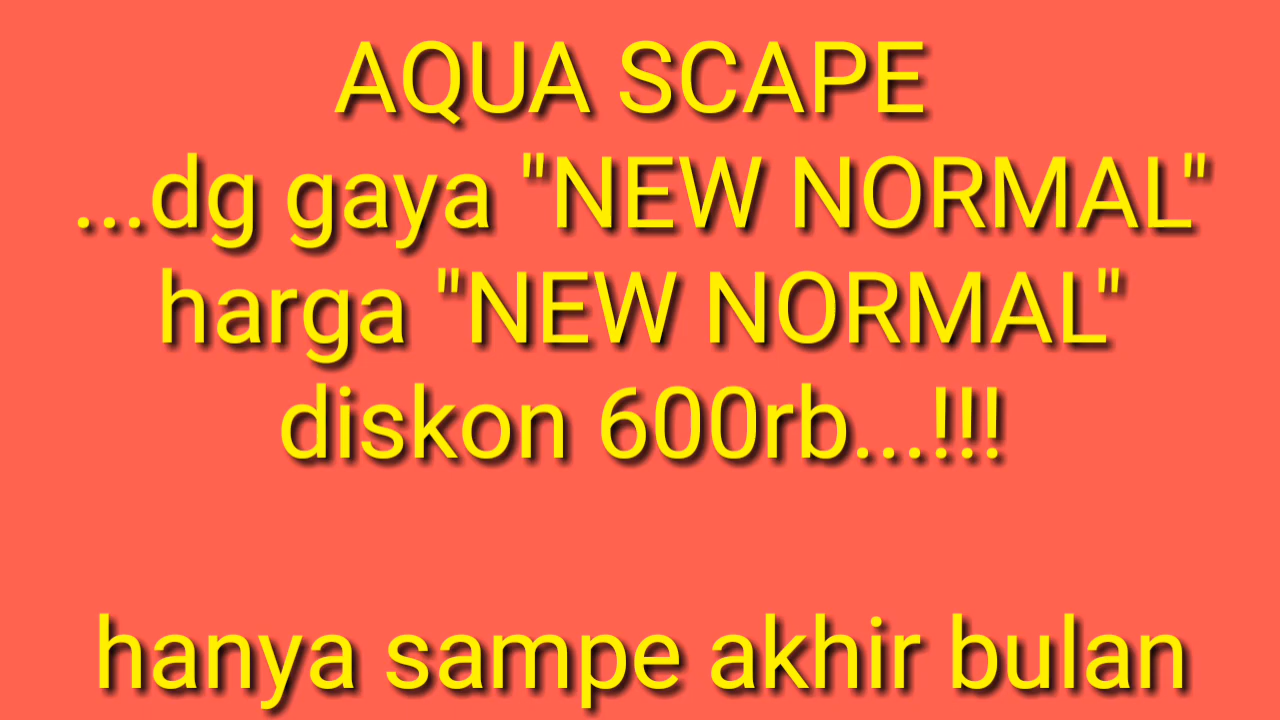 AQUA SCAPE
...dg gaya "NEW NORMAL"
harga "NEW NORMAL"
diskon 600rb...!!!
hanya sampe akhir bulan